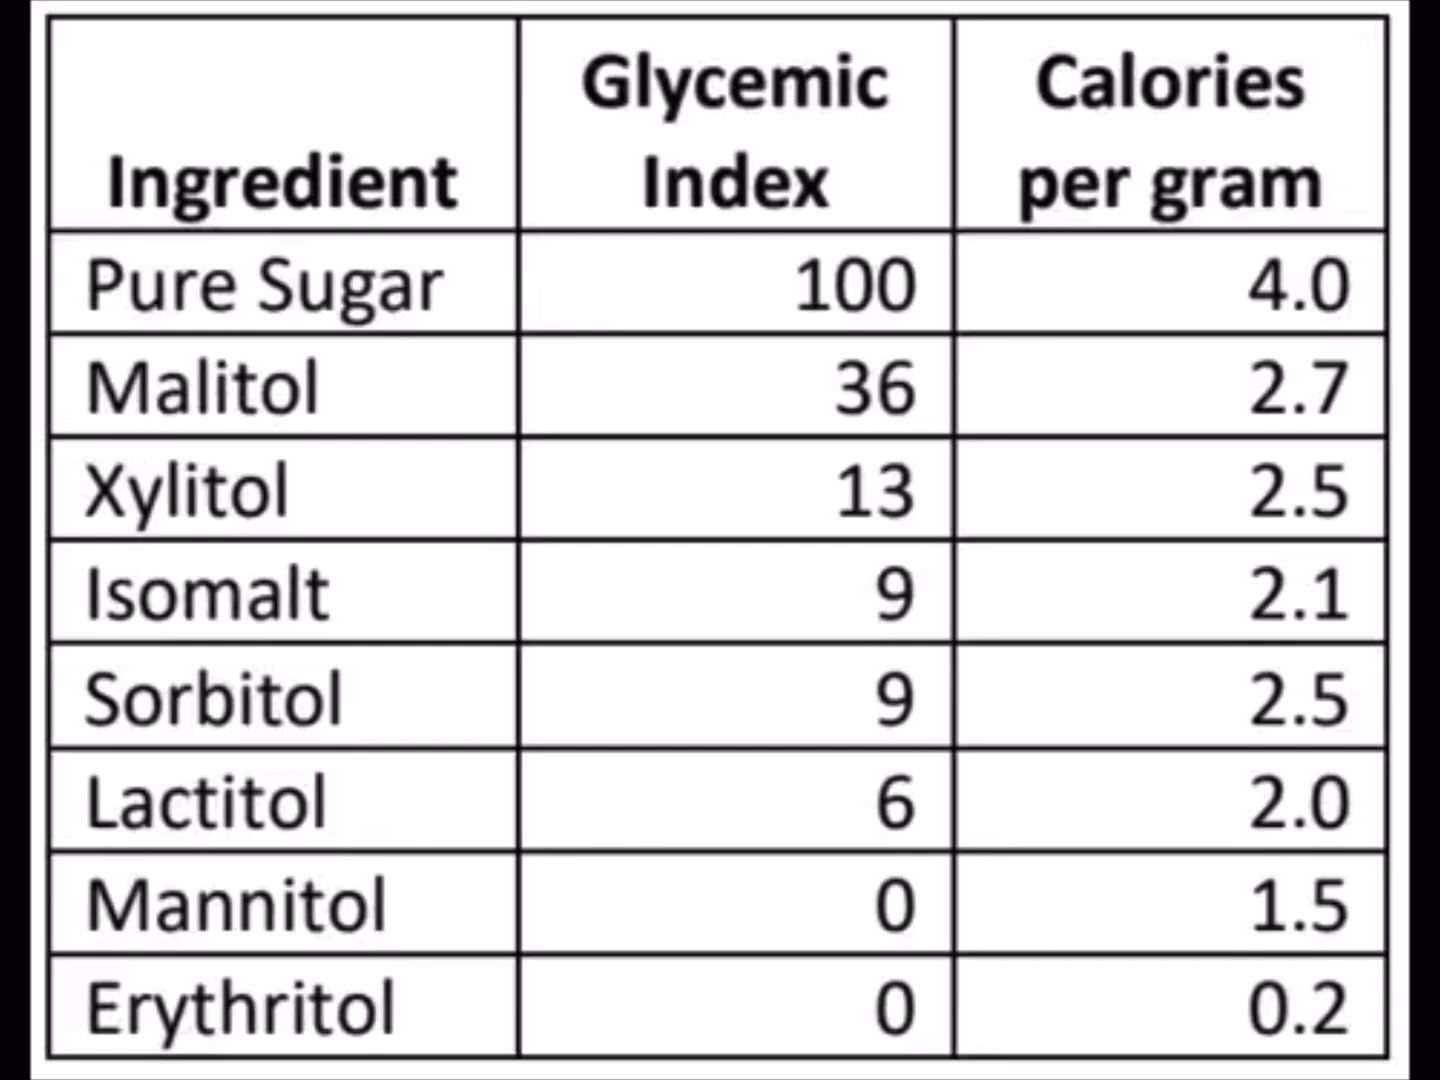 Ingredient Glycemic Index Calories per gram
Pure Sugar 100 4.0
Malitol 36 2.7
Xylitol 13 2.5
Isomalt 9 2.1
Sorbitol 9 2.5
Lactitol 6 2.0
Mannitol 0 1.5
Erythritol 0 0.2